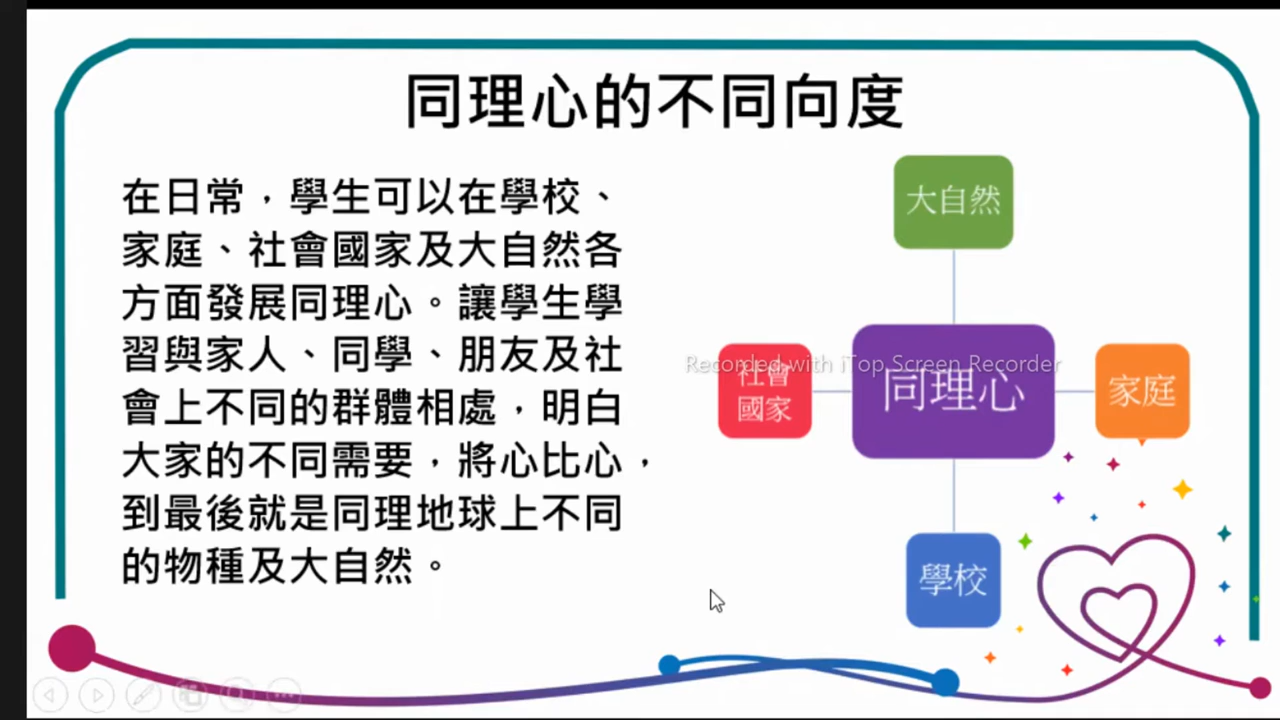 同理心的不同向度
在日常，學生可以在學校、
家庭、社會國家及大自然各
方面發展同理心。讓學生學
習與家人、同學、朋友及社
會上不同的群體相處，明白
大家的不同需要，將心比心，
到最後就是同理地球上不同
的物種及大自然。
大自然
Recorded with iTop Screen Recorder
社會
國家
同理心
家庭
學校